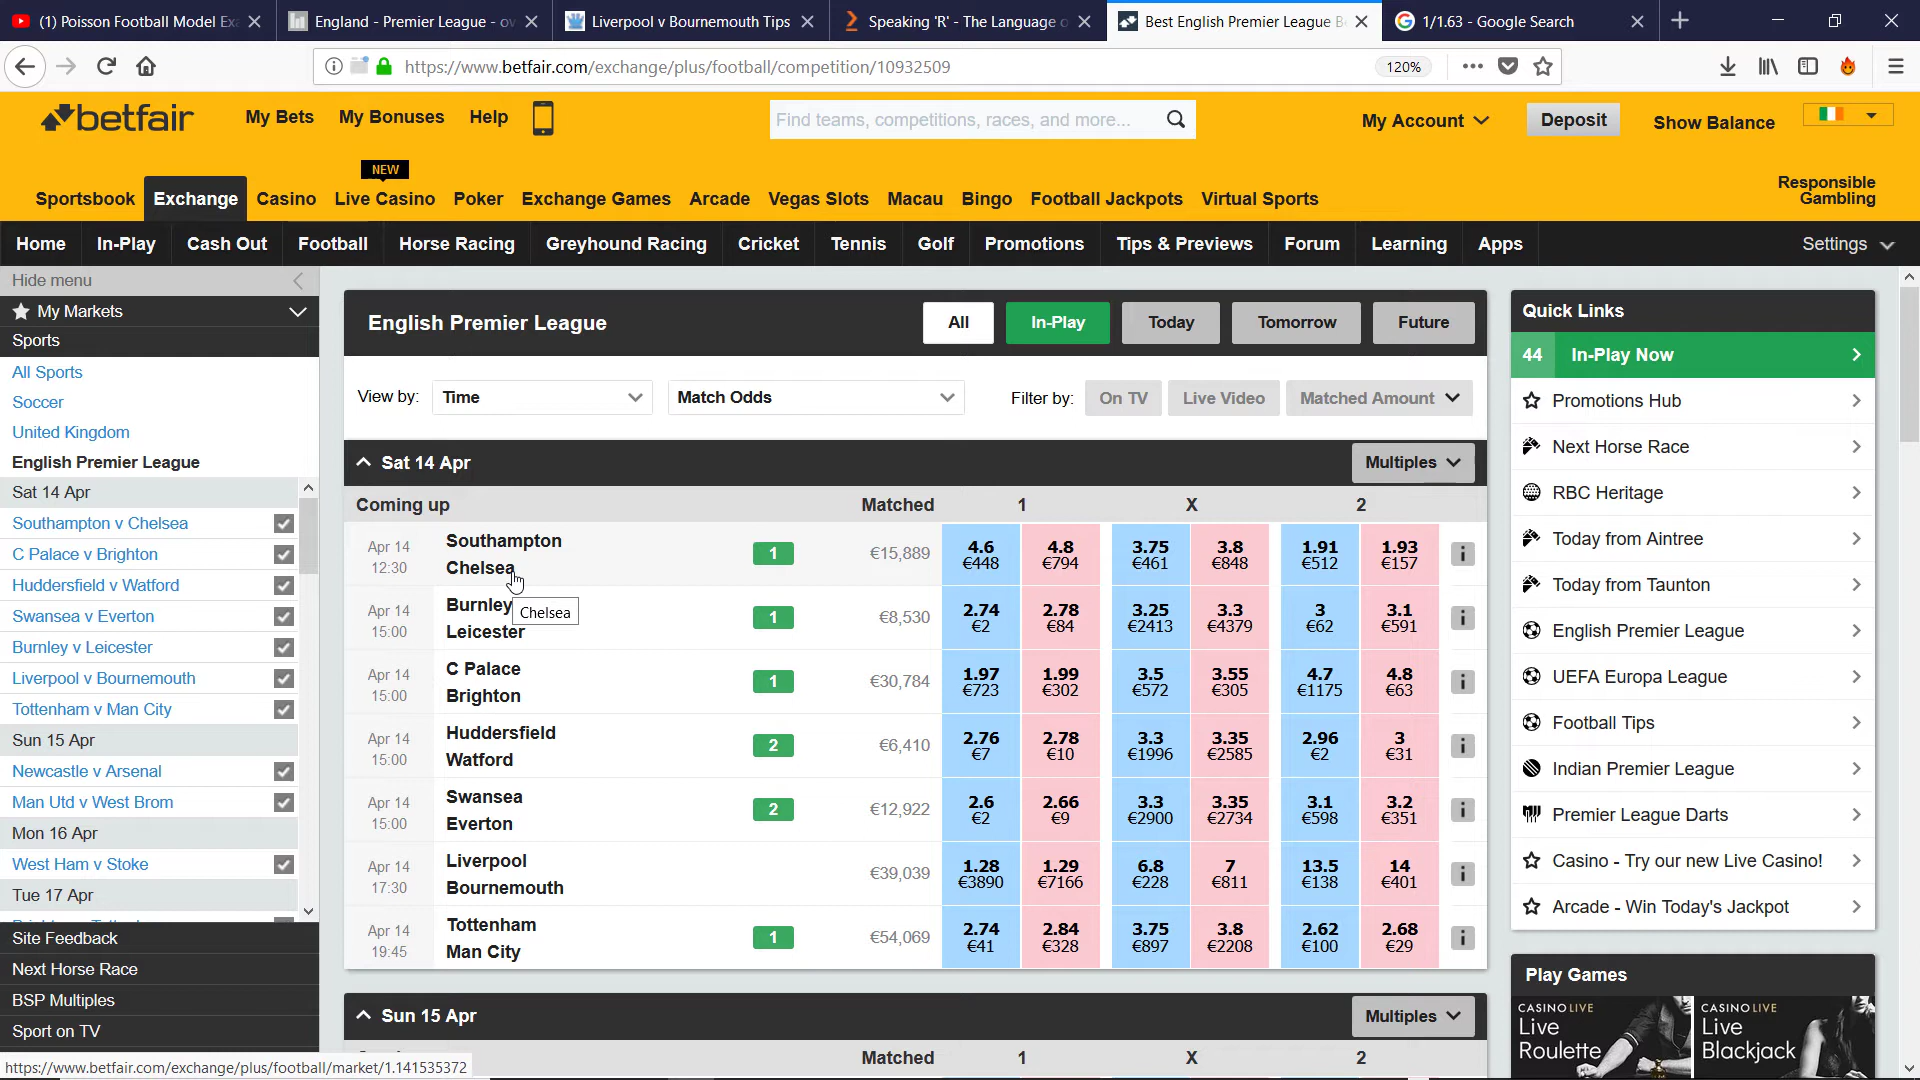 (1) Poisson Football Model Ex
England - Premier League - ov
Liverpool v Bournemouth Tips
Speaking 'R' - The Language o
Best English Premier League B
1/1.63 - Google Search
https://www.betfair.com/exchange/plus/football/competition/10932509
120%
betfair
My Bets
My Bonuses
Help
Find teams, competitions, races, and more...
My Account
Deposit
Show Balance
NEW
Sportsbook
Exchange
Casino
Live Casino
Poker
Exchange Games
Arcade
Vegas Slots
Macau
Bingo
Football Jackpots
Virtual Sports
Responsible
Gambling
Home
In-Play
Cash Out
Football
Horse Racing
Greyhound Racing
Cricket
Tennis
Golf
Promotions
Tips & Previews
Forum
Learning
Apps
Settings
Hide menu
My Markets
Sports
All Sports
Soccer
United Kingdom
English Premier League
Sat 14 Apr
Southampton v Chelsea
C Palace v Brighton
Huddersfield v Watford
Swansea v Everton
Burnley v Leicester
Liverpool v Bournemouth
Tottenham v Man City
Sun 15 Apr
Newcastle v Arsenal
Man Utd v West Brom
Mon 16 Apr
West Ham v Stoke
Tue 17 Apr
Site Feedback
Next Horse Race
BSP Multiples
Sport on TV
https://www.betfair.com/exchange/plus/football/market/1.141535372
English Premier League
All
In-Play
Today
Tomorrow
Future
View by:
Time
Match Odds
Filter by:
On TV
Live Video
Matched Amount
Sat 14 Apr
Multiples
Coming up
Matched
1
X
2
Apr 14 12:30
Southampton
Chelsea
1
€15,889
4.6 €448
4.8 €794
3.75 €461
3.8 €848
1.91 €512
1.93 €157
Chelsea
Apr 14 15:00
Burnley
Leicester
1
€8,530
2.74 €2
2.78 €84
3.25 €2413
3.3 €4379
3 €62
3.1 €591
Apr 14 15:00
C Palace
Brighton
1
€30,784
1.97 €723
1.99 €302
3.5 €572
3.55 €305
4.7 €1175
4.8 €63
Apr 14 15:00
Huddersfield
Watford
2
€6,410
2.76 €7
2.78 €10
3.3 €1996
3.35 €2585
2.96 €2
3 €31
Apr 14 15:00
Swansea
Everton
2
€12,922
2.6 €2
2.66 €9
3.3 €2900
3.35 €2734
3.1 €598
3.2 €351
Apr 14 17:30
Liverpool
Bournemouth
€39,039
1.28 €3890
1.29 €7166
6.8 €228
7 €811
13.5 €138
14 €401
Apr 14 19:45
Tottenham
Man City
1
€54,069
2.74 €41
2.84 €328
3.75 €897
3.8 €2208
2.62 €100
2.68 €29
Sun 15 Apr
Multiples
Matched
1
X
2
Quick Links
44 In-Play Now
Promotions Hub
Next Horse Race
RBC Heritage
Today from Aintree
Today from Taunton
English Premier League
UEFA Europa League
Football Tips
Indian Premier League
Premier League Darts
Casino - Try our new Live Casino!
Arcade - Win Today's Jackpot
Play Games
CASINO LIVE
Live
Roulette
CASINO LIVE
Live
Blackjack